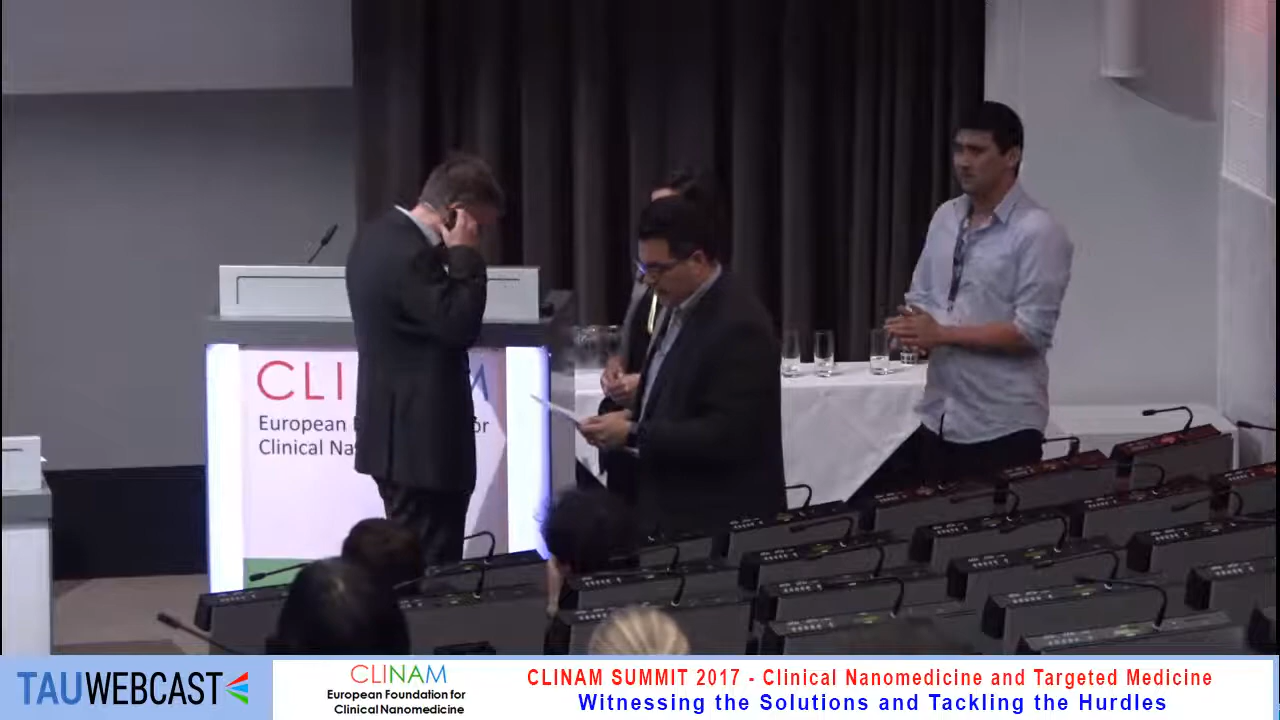 CLI M
European or
Clinical Na
TAUWEBCAST
CLINAM
European Foundation for
Clinical Nanomedicine
CLINAM SUMMIT 2017 - Clinical Nanomedicine and Targeted Medicine
Witnessing the Solutions and Tackling the Hurdles